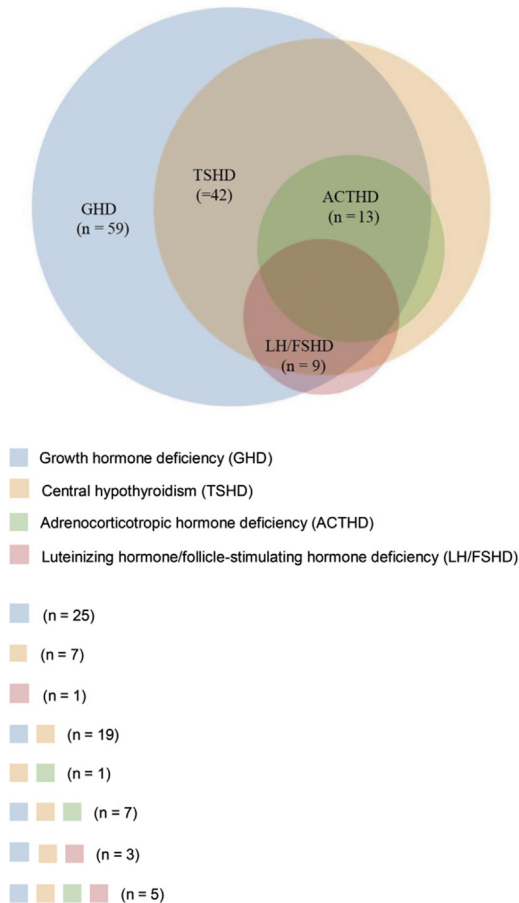 TSHD
(=42)
ACTHD
(n = 13)
GHD
(n = 59)
LH/FSHD
(n = 9)
Growth hormone deficiency (GHD)
Central hypothyroidism (TSHD)
Adrenocorticotropic hormone deficiency (ACTHD)
Luteinizing hormone/follicle-stimulating hormone deficiency (LH/FSHD)
(n = 25)
(n = 7)
(n = 1)
(n = 19)
(n = 1)
(n = 7)
(n = 3)
(n = 5)